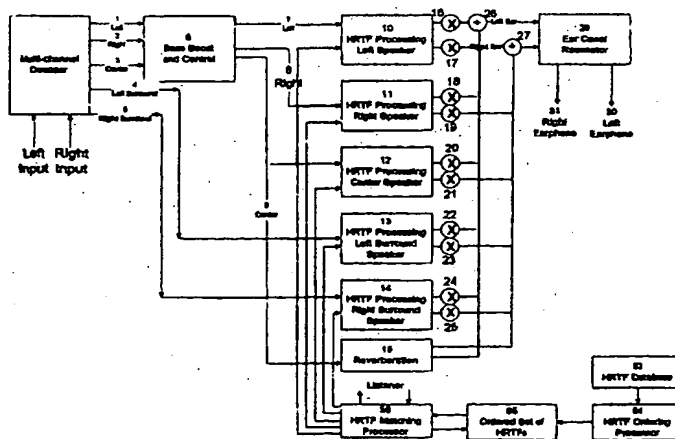 Multi-channel
Decoder
Left
Input
Right
Input
1
Left
2
Right
3
Center
4
Left Surround
5
Right Surround
6
Bass Boost
and Control
7
Left
8
Right
9
Center
10
HRTF Processing
Left Speaker
11
HRTF Processing
Right Speaker
12
HRTF Processing
Center Speaker
13
HRTF Processing
Left Surround
Speaker
14
HRTF Processing
Right Surround
Speaker
15
Reverberation
16
17
18
19
20
21
22
23
24
25
26
Left Ear
Right Ear
27
Ear Canal
Resonator
31
Right
Earphone
30
Left
Earphone
Listener
HRTF Matching
Processor
Ordered Set of
HRTFs
HRTF Database
HRTF Ordering
Processor